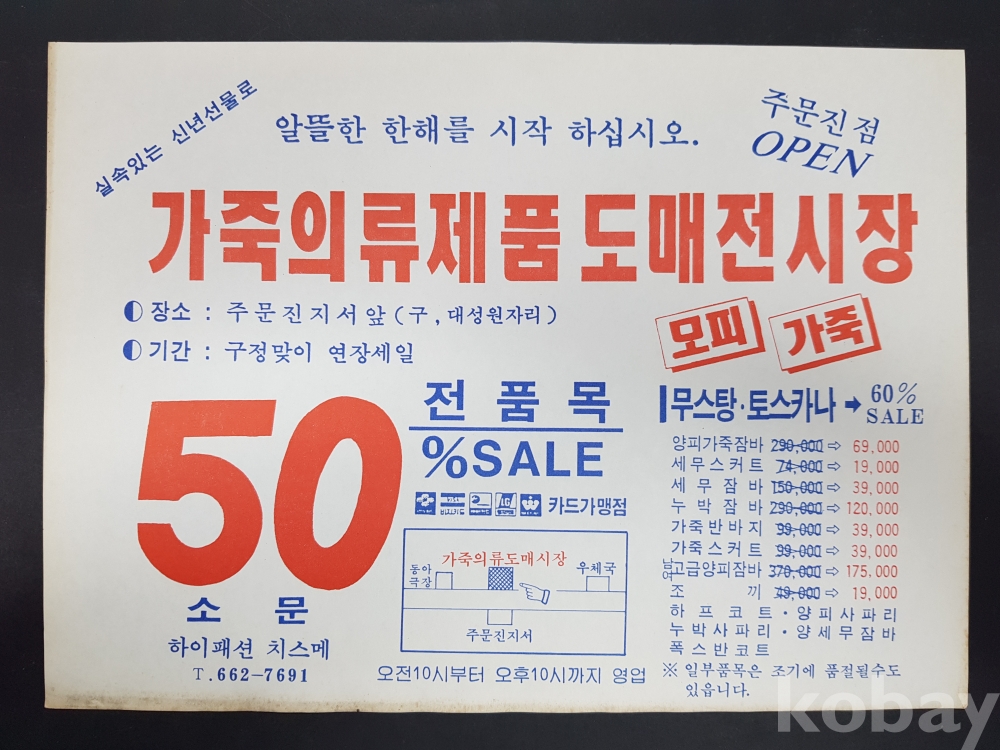 실속있는 신년선물로
알뜰한 한해를 시작 하십시오.
주문진점
OPEN
가죽의류제품도매전시장
장소 : 주문진지서앞(구,대성원자리)
기간 : 구정맞이 연장세일
모피 가죽
50
전품목
%SALE
카드가맹점
무스탕·토스카나 → 60% SALE
양피가죽잠바 290,000 ⇨ 69,000
세무스커트 74,000 ⇨ 19,000
세무잠바 150,000 ⇨ 39,000
누박잠바 290,000 ⇨ 120,000
가죽반바지 99,000 ⇨ 39,000
가죽스커트 99,000 ⇨ 39,000
남여고급양피잠바 370,000 ⇨ 175,000
조끼 49,000 ⇨ 19,000
하프코트·양피사파리
누박사파리·양세무잠바
폭스반코트
※ 일부품목은 조기에 품절될수도
있읍니다.
가죽의류도매시장
동아
극장
우체국
주문진지서
소문
하이패션 치스메
T.662-7691
오전10시부터 오후10시까지 영업
kobay